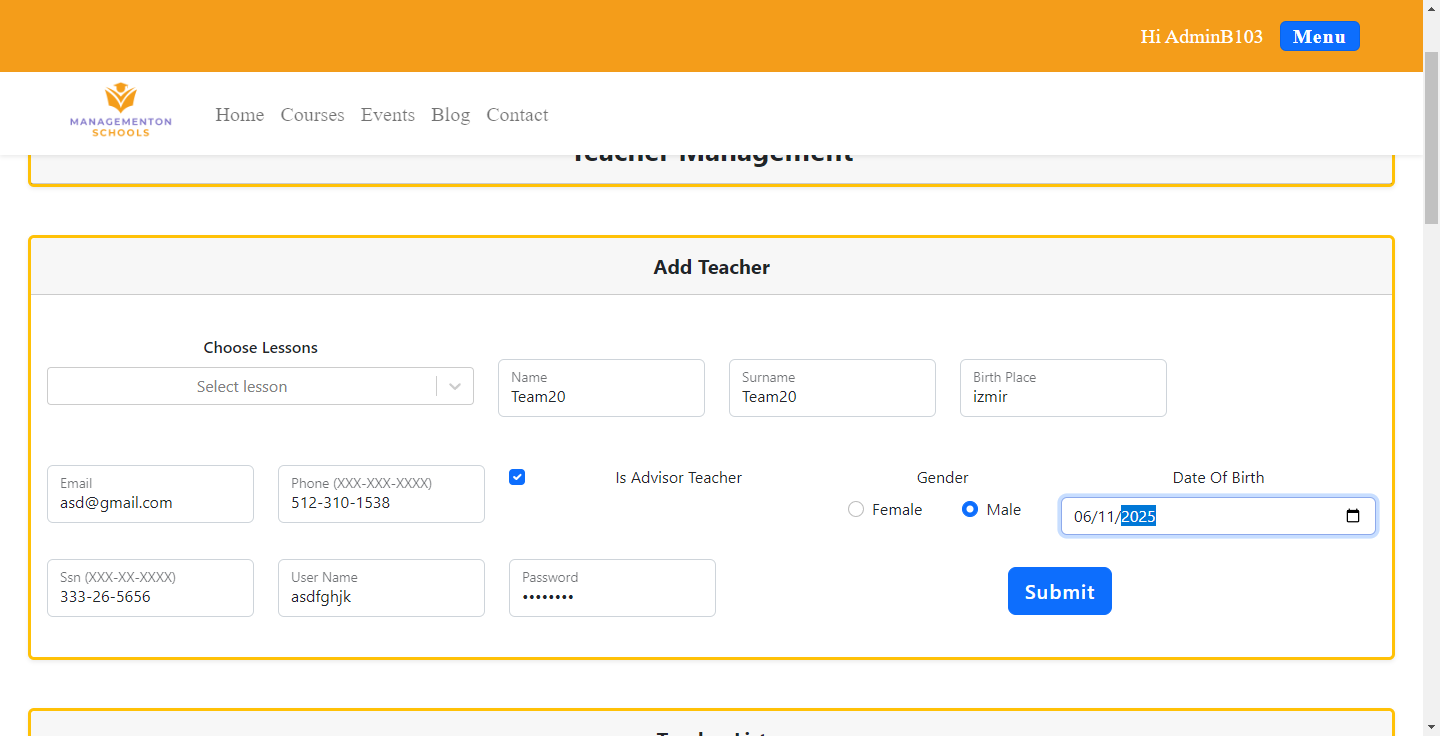 Hi AdminB103 Menu
MANAGEMENTON
SCHOOLS
Home Courses Events Blog Contact
Teacher Management
Add Teacher
Choose Lessons
Select lesson
Name
Team20
Surname
Team20
Birth Place
izmir
Email
asd@gmail.com
Phone (XXX-XXX-XXXX)
512-310-1538
Is Advisor Teacher
Gender
Female Male
Date Of Birth
06/11/2025
Ssn (XXX-XX-XXXX)
333-26-5656
User Name
asdfghjk
Password
••••••••
Submit
Teacher List